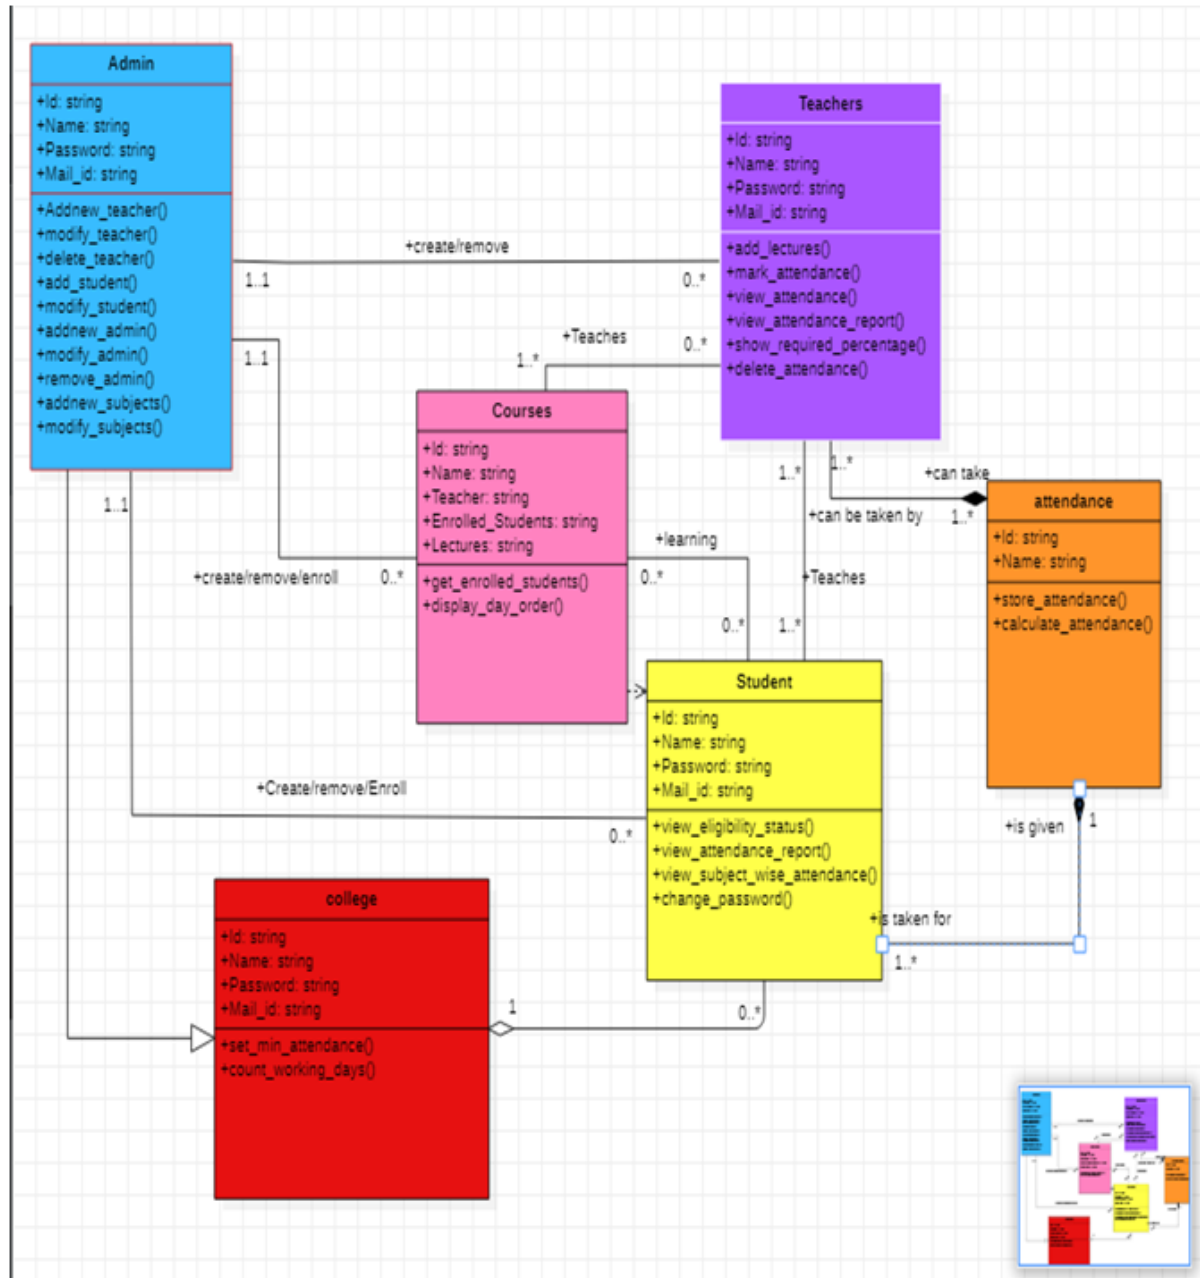 Admin
+Id: string
+Name: string
+Password: string
+Mail_id: string
+Addnew_teacher()
+modify_teacher()
+delete_teacher()
+add_student()
+modify_student()
+addnew_admin()
+modify_admin()
+remove_admin()
+addnew_subjects()
+modify_subjects()
Teachers
+Id: string
+Name: string
+Password: string
+Mail_id: string
+add_lectures()
+mark_attendance()
+view_attendance()
+view_attendance_report()
+show_required_percentage()
+delete_attendance()
+create/remove
1..1
0..*
+Teaches
1..*
0..*
1..1
Courses
+Id: string
+Name: string
+Teacher: string
+Enrolled_Students: string
+Lectures: string
+get_enrolled_students()
+display_day_order()
1..*
1..*
+can take
+can be taken by
1..*
attendance
+Id: string
+Name: string
+store_attendance()
+calculate_attendance()
1..1
+create/remove/enroll
0..*
+learning
0..*
0..*
+Teaches
1..*
Student
+Id: string
+Name: string
+Password: string
+Mail_id: string
+view_eligibility_status()
+view_attendance_report()
+view_subject_wise_attendance()
+change_password()
+Create/remove/Enroll
0..*
+is given
1
+is taken for
1..*
college
+Id: string
+Name: string
+Password: string
+Mail_id: string
+set_min_attendance()
+count_working_days()
1
0..*